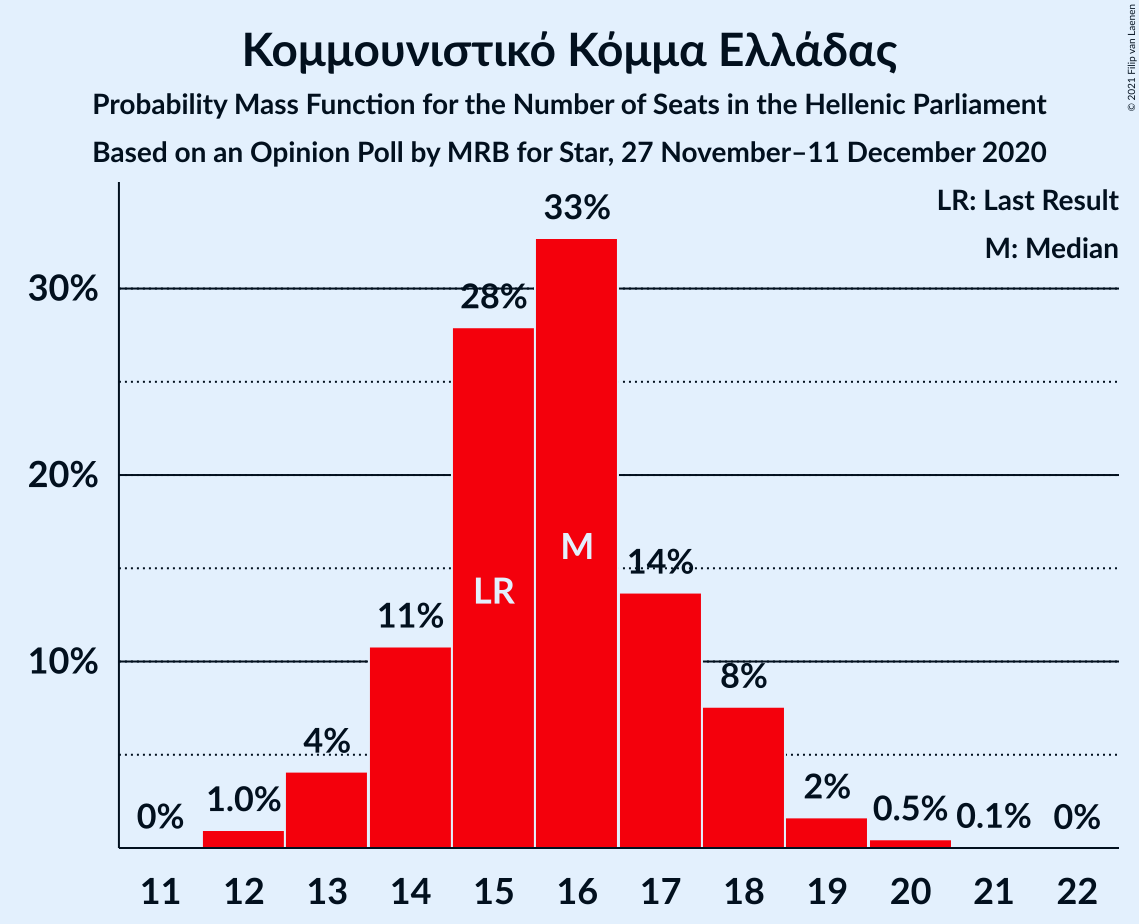 Κομμουνιστικό Κόμμα Ελλάδας
Probability Mass Function for the Number of Seats in the Hellenic Parliament
Based on an Opinion Poll by MRB for Star, 27 November–11 December 2020
© 2021 Filip van Laenen
LR: Last Result
M: Median
33%
30%
28%
20%
M
14%
LR
11%
10%
8%
4%
2%
1.0%
0.5%
0%
0.1%
0%
11 12 13 14 15 16 17 18 19 20 21 22